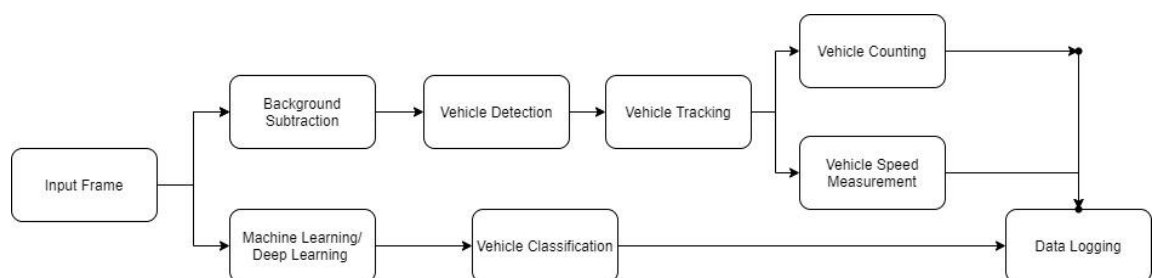 Input Frame
Background
Subtraction
Vehicle Detection
Vehicle Tracking
Vehicle Counting
Vehicle Speed
Measurement
Machine Learning/
Deep Learning
Vehicle Classification
Data Logging